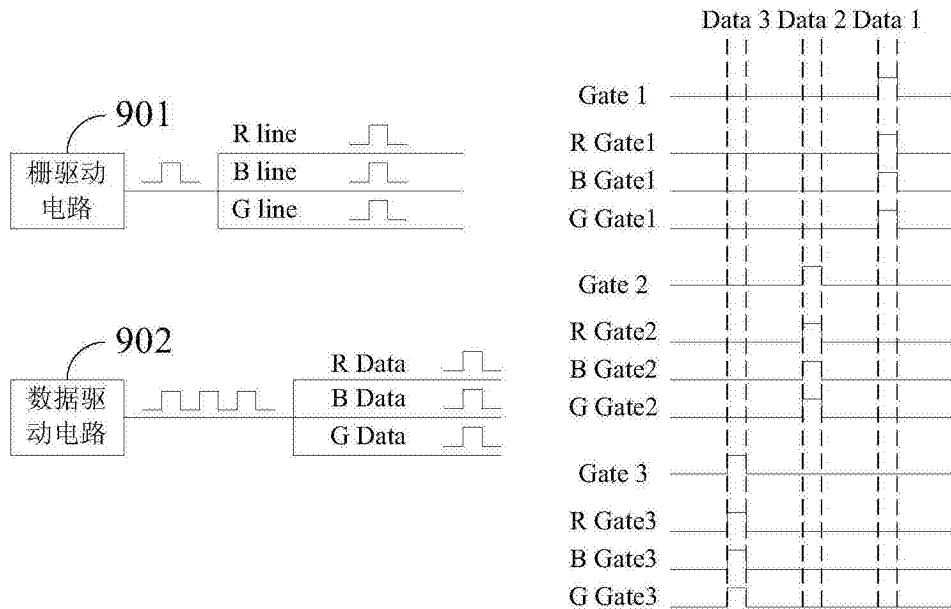 901
栅驱动
电路
R line
B line
G line
902
数据驱
动电路
R Data
B Data
G Data
Data 3 Data 2 Data 1
Gate 1
R Gate1
B Gate1
G Gate1
Gate 2
R Gate2
B Gate2
G Gate2
Gate 3
R Gate3
B Gate3
G Gate3